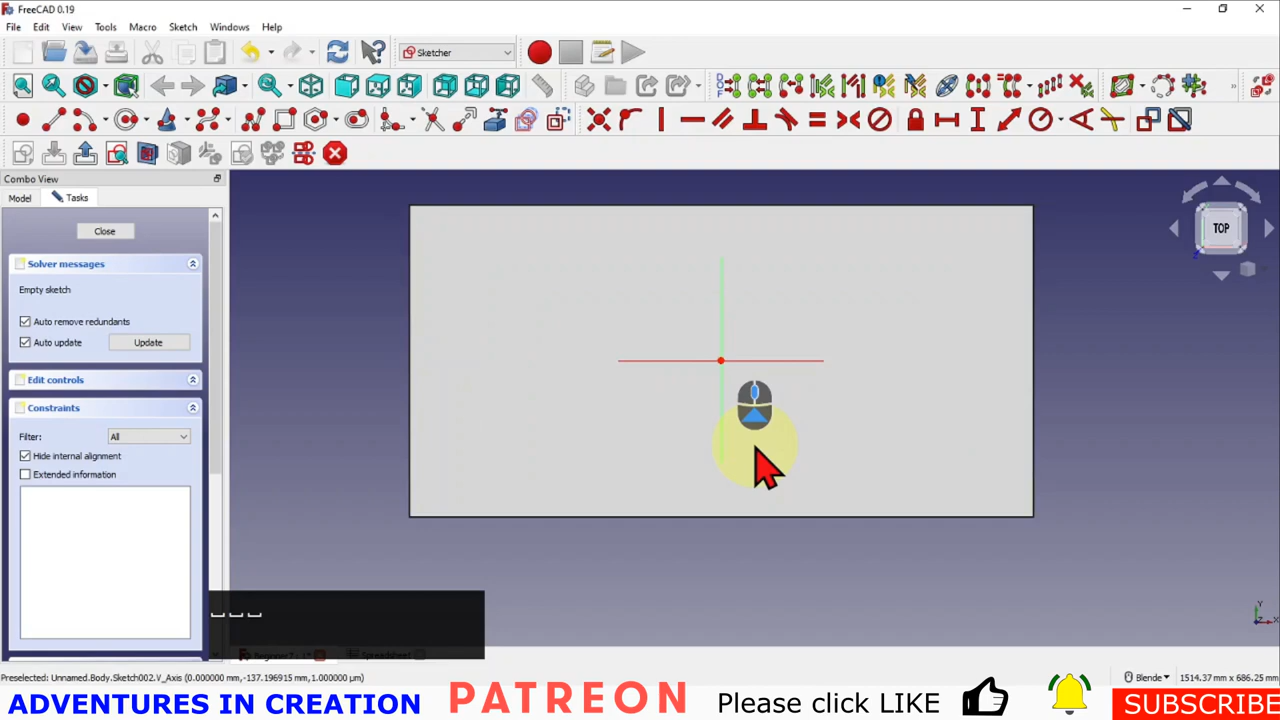 FreeCAD 0.19
File Edit View Tools Macro Sketch Windows Help
Sketcher
Combo View
Model Tasks
Close
Solver messages
Empty sketch
Auto remove redundants
Auto update Update
Edit controls
Constraints
Filter: All
Hide internal alignment
Extended information
TOP
Y
X
Spreadsheet
Preselected: Unnamed.Body.Sketch002.V_Axis (0.000000 mm,-137.196915 mm,1.000000 µm)
Blende 1514.37 mm x 686.25 mm
ADVENTURES IN CREATION PATREON Please click LIKE SUBSCRIBE